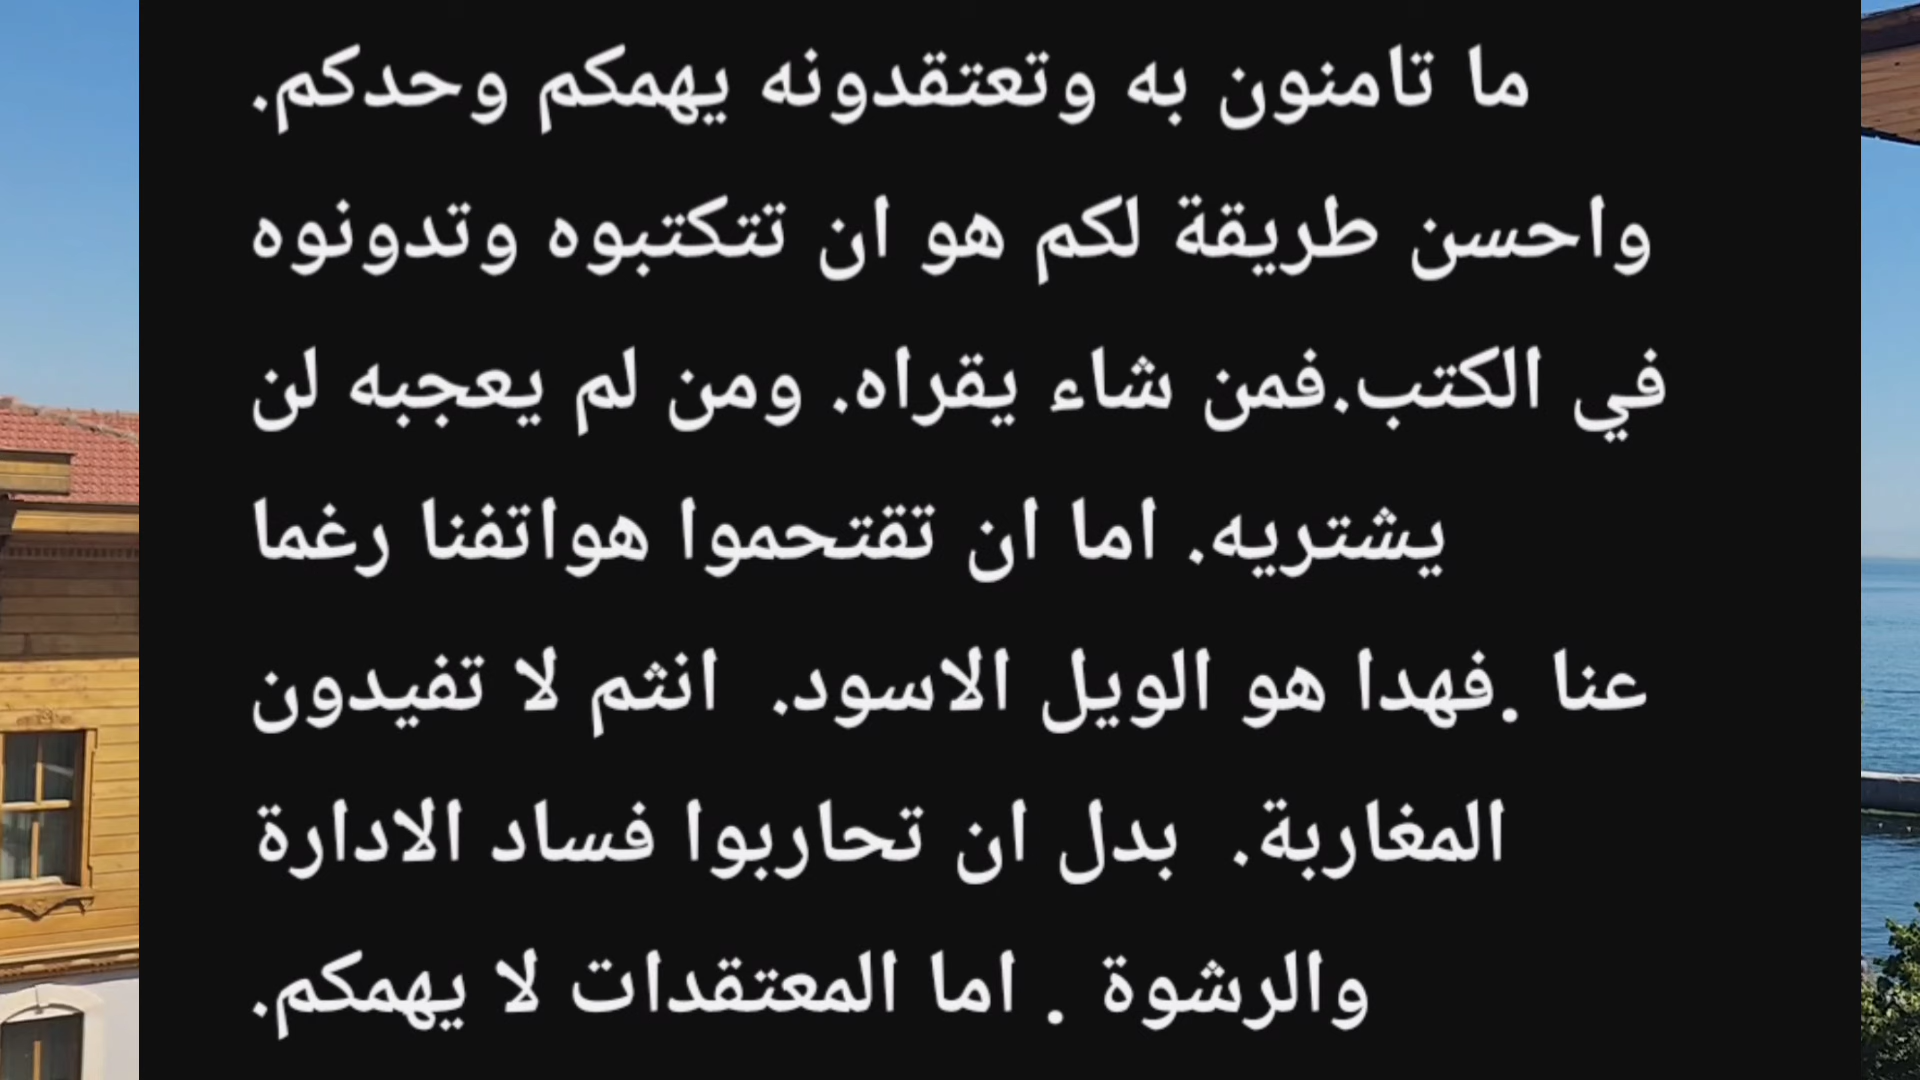 ما تامنون به وتعتقدونه يهمكم وحدكم.
واحسن طريقة لكم هو ان تتكتبوه وتدونوه
في الكتب.فمن شاء يقراه. ومن لم يعجبه لن
يشتريه. اما ان تقتحموا هواتفنا رغما
عنا .فهدا هو الويل الاسود.  انثم لا تفيدون
المغاربة.  بدل ان تحاربوا فساد الادارة
والرشوة . اما المعتقدات لا يهمكم.